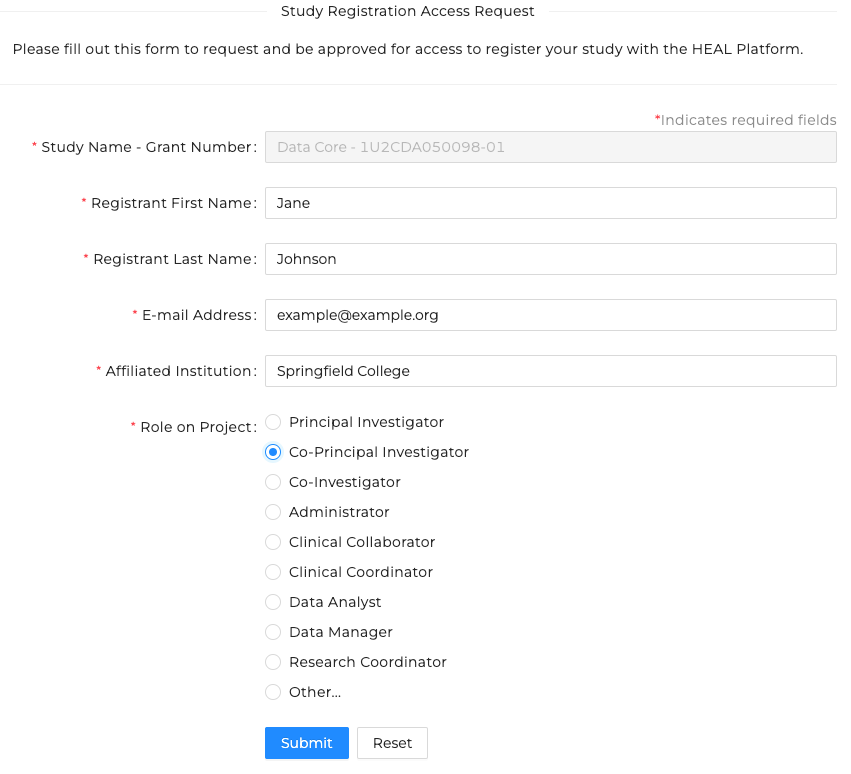 Study Registration Access Request
Please fill out this form to request and be approved for access to register your study with the HEAL Platform.
*Indicates required fields
* Study Name - Grant Number: Data Core - 1U2CDA050098-01
* Registrant First Name: Jane
* Registrant Last Name: Johnson
* E-mail Address: example@example.org
* Affiliated Institution: Springfield College
* Role on Project: Principal Investigator
Co-Principal Investigator
Co-Investigator
Administrator
Clinical Collaborator
Clinical Coordinator
Data Analyst
Data Manager
Research Coordinator
Other...
Submit Reset